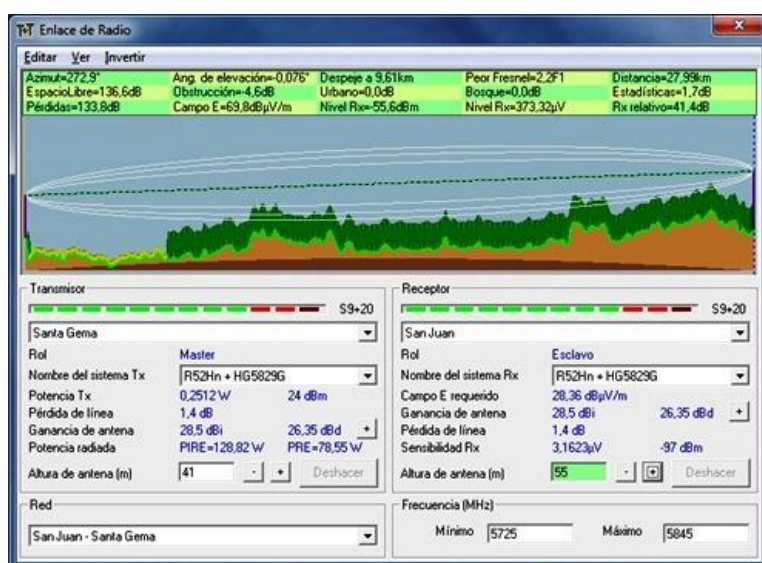 Enlace de Radio
Editar Ver Invertir
Azimut=272,9° Ang. de elevación=-0,076° Despeje a 9,61km Peor Fresnel=2,2F1 Distancia=27,99km
EspacioLibre=136,6dB Obstrucción=-4,6dB Urbano=0,0dB Bosque=0,0dB Estadísticas=1,7dB
Pérdidas=133,8dB Campo E=69,8dBµV/m Nivel Rx=-55,6dBm Nivel Rx=373,32µV Rx relativo=41,4dB
Transmisor
S9+20
Santa Gema
Rol Master
Nombre del sistema Tx R52Hn + HG5829G
Potencia Tx 0,2512 W 24 dBm
Pérdida de línea 1,4 dB
Ganancia de antena 28,5 dBi 26,35 dBd +
Potencia radiada PIRE=128,82 W PRE=78,55 W
Altura de antena (m) 41 - + Deshacer
Red
San Juan - Santa Gema
Receptor
S9+20
San Juan
Rol Esclavo
Nombre del sistema Rx R52Hn + HG5829G
Campo E requerido 28,36 dBµV/m
Ganancia de antena 28,5 dBi 26,35 dBd +
Pérdida de línea 1,4 dB
Sensibilidad Rx 3,1623µV -97 dBm
Altura de antena (m) 55 - + Deshacer
Frecuencia (MHz)
Mínimo 5725 Máximo 5845